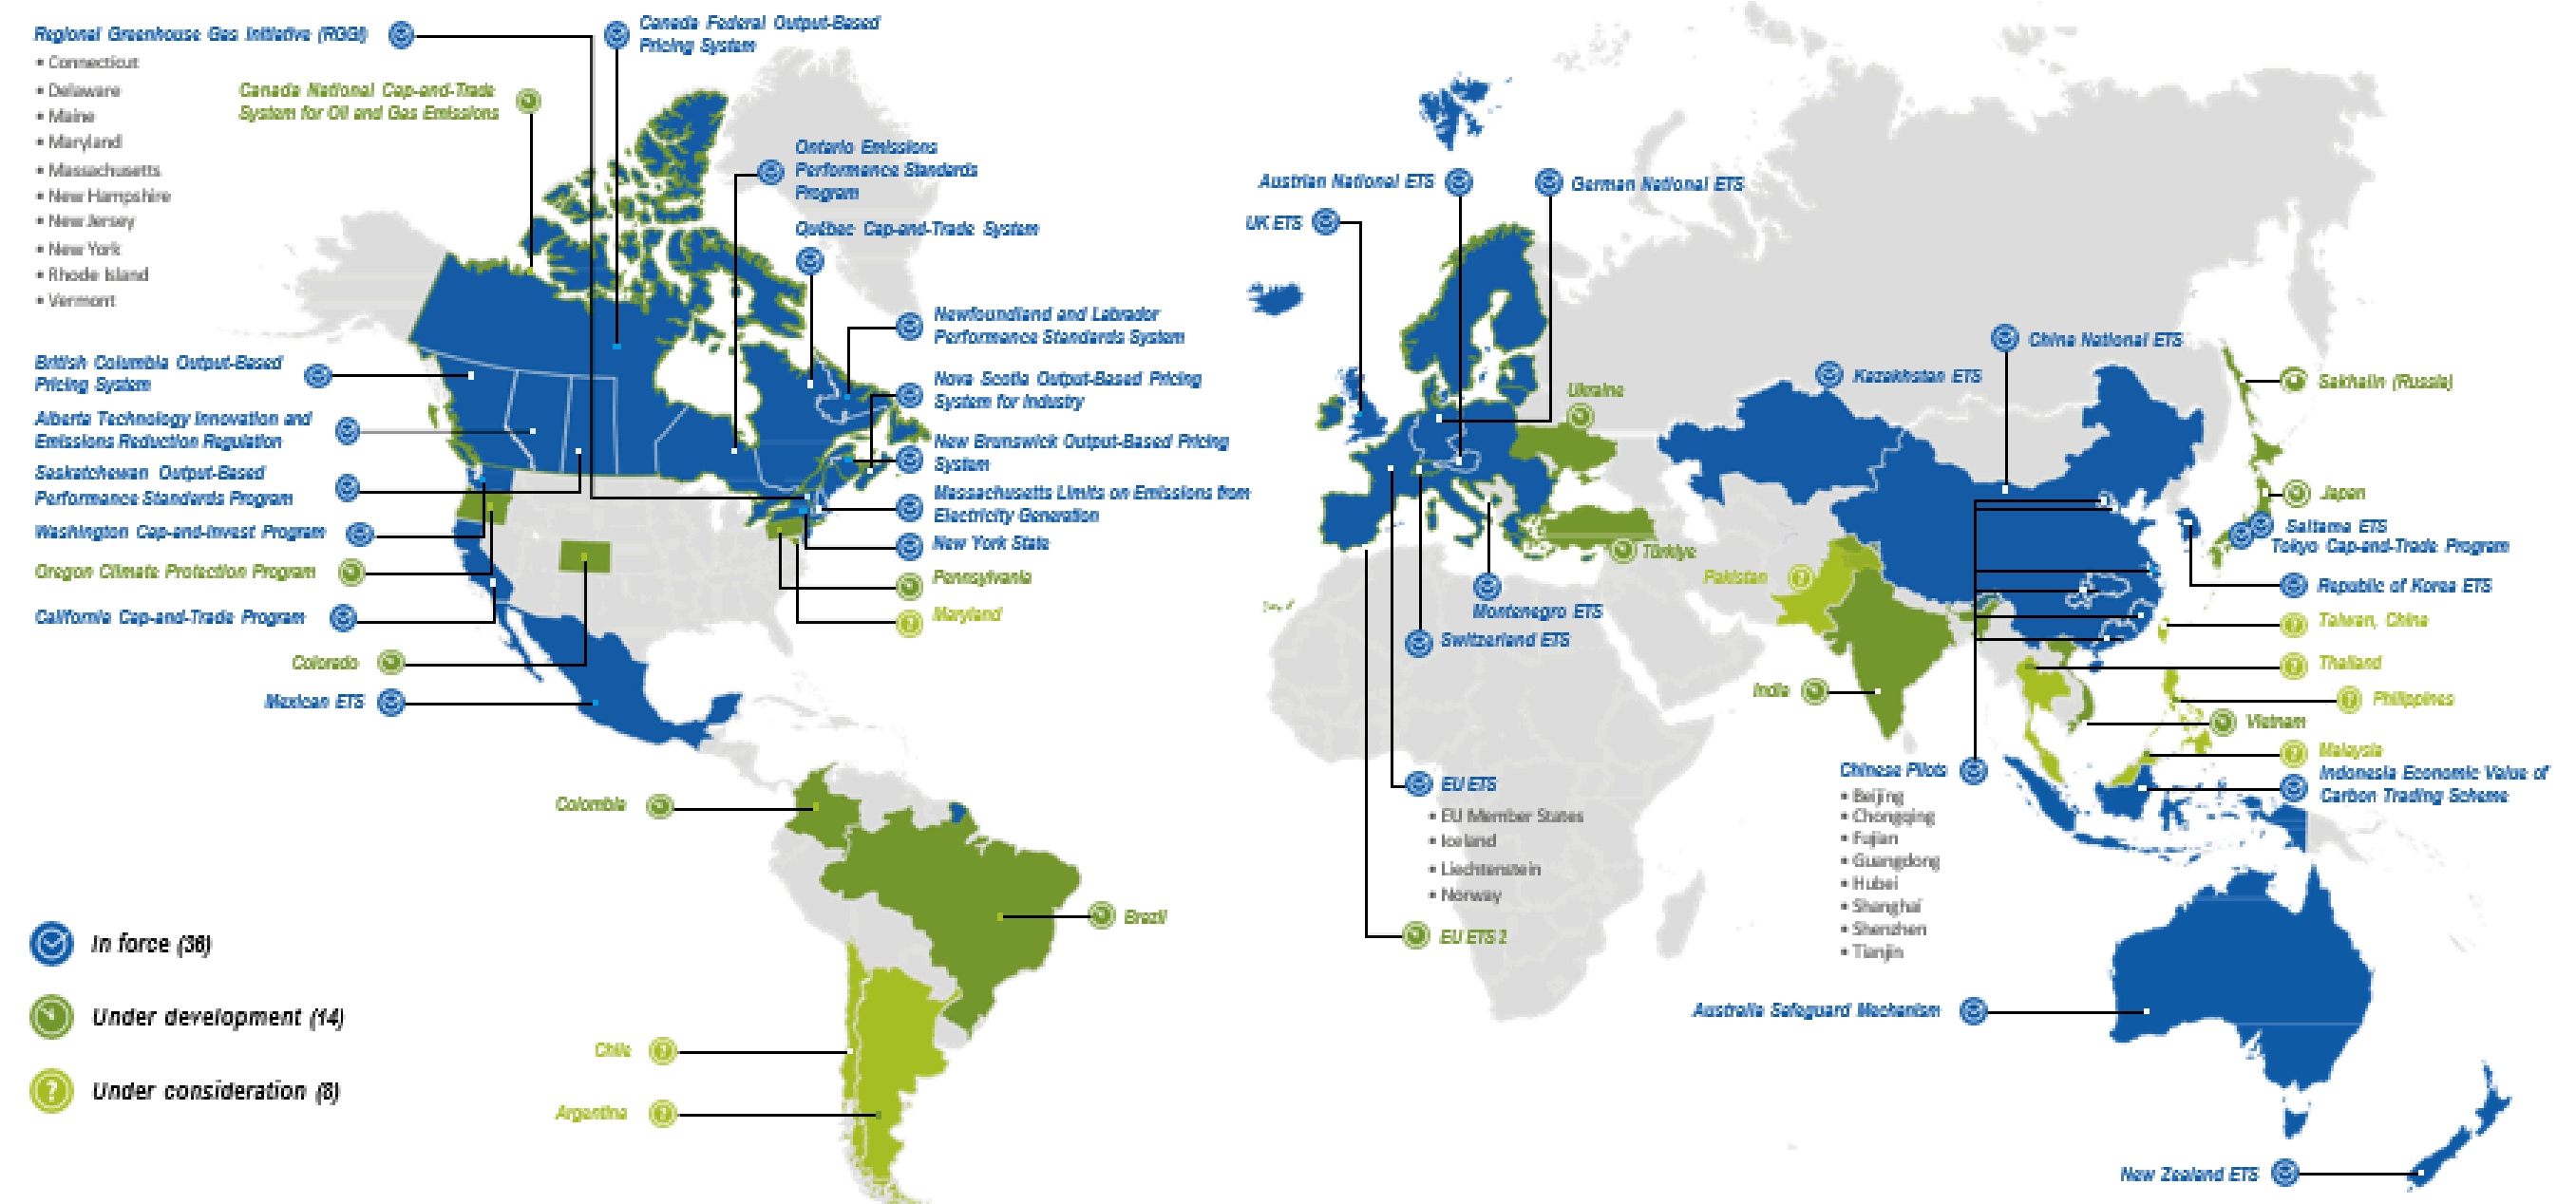 Regional Greenhouse Gas Initiative (RGGI)
• Connecticut
• Delaware
• Maine
• Maryland
• Massachusetts
• New Hampshire
• New Jersey
• New York
• Rhode Island
• Vermont
Canada Federal Output-Based
Pricing System
Canada National Cap-and-Trade
System for Oil and Gas Emissions
Ontario Emissions
Performance Standards
Program
Québec Cap-and-Trade System
Newfoundland and Labrador
Performance Standards System
Nova Scotia Output-Based Pricing
System for Industry
New Brunswick Output-Based Pricing
System
Massachusetts Limits on Emissions from
Electricity Generation
New York State
Pennsylvania
Maryland
British Columbia Output-Based
Pricing System
Alberta Technology Innovation and
Emissions Reduction Regulation
Saskatchewan Output-Based
Performance Standards Program
Washington Cap-and-Invest Program
Oregon Climate Protection Program
California Cap-and-Trade Program
Colorado
Mexican ETS
Colombia
Brazil
Chile
Argentina
In force (36)
Under development (14)
Under consideration (8)
Austrian National ETS
German National ETS
UK ETS
Ukraine
Türkiye
Montenegro ETS
Switzerland ETS
EU ETS
• EU Member States
• Iceland
• Liechtenstein
• Norway
EU ETS 2
Kazakhstan ETS
China National ETS
Sakhalin (Russia)
Japan
Saitama ETS
Tokyo Cap-and-Trade Program
Republic of Korea ETS
Taiwan, China
Thailand
Philippines
Vietnam
Malaysia
Indonesia Economic Value of
Carbon Trading Scheme
Pakistan
India
Chinese Pilots
• Beijing
• Chongqing
• Fujian
• Guangdong
• Hubei
• Shanghai
• Shenzhen
• Tianjin
Australia Safeguard Mechanism
New Zealand ETS